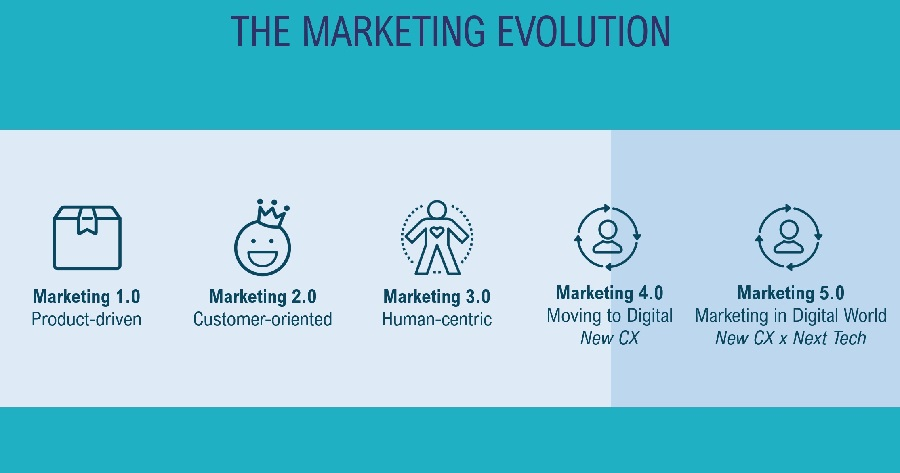 THE MARKETING EVOLUTION
Marketing 1.0
Product-driven
Marketing 2.0
Customer-oriented
Marketing 3.0
Human-centric
Marketing 4.0
Moving to Digital
New CX
Marketing 5.0
Marketing in Digital World
New CX x Next Tech